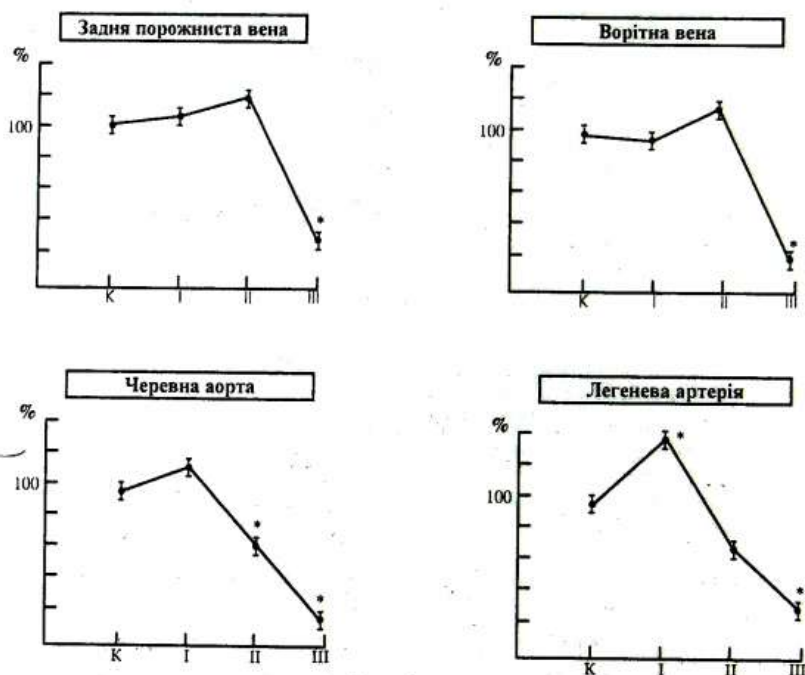 Задня порожниста вена
%
100
К I II III
*
Ворітна вена
%
100
К I II III
*
Черевна аорта
%
100
К I II III
*
*
Легенева артерія
%
100
К I II III
*
*